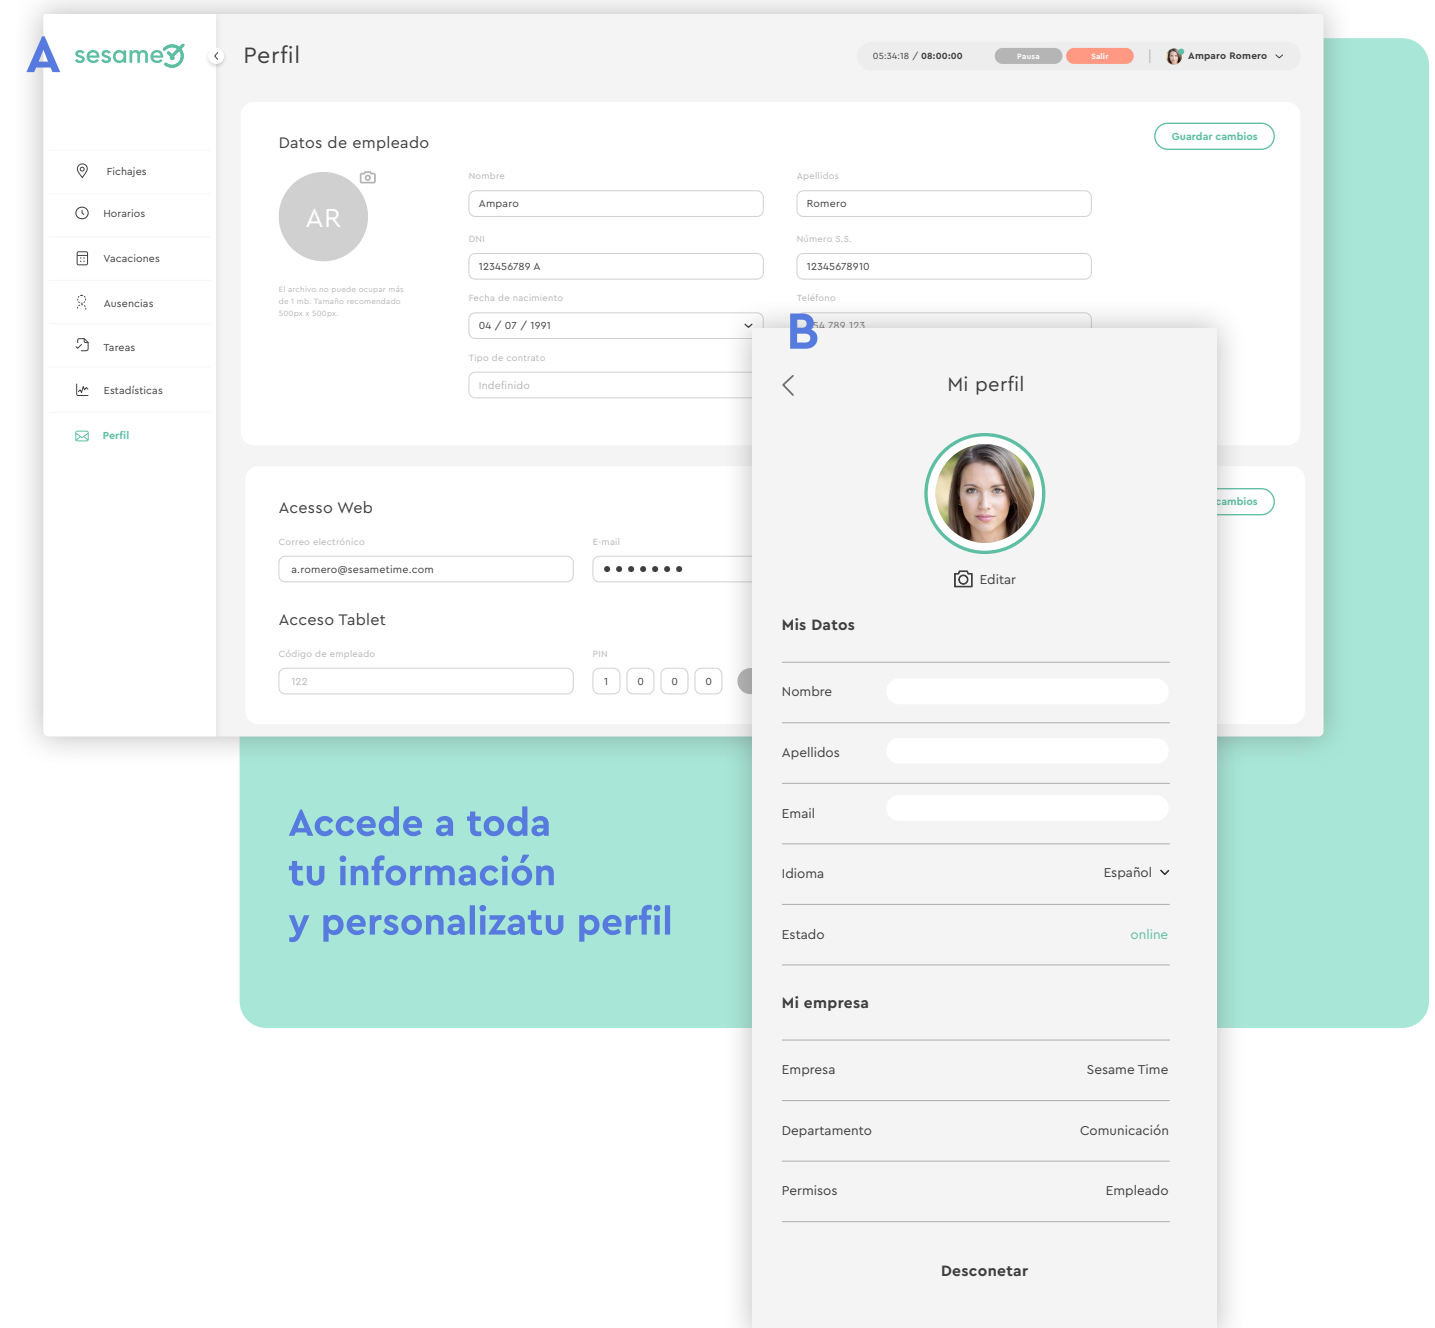 A
sesame
Perfil
05:34:18 / 08:00:00
Pausa
Salir
Amparo Romero
Fichajes
Horarios
Vacaciones
Ausencias
Tareas
Estadísticas
Perfil
Datos de empleado
Guardar cambios
AR
El archivo no puede ocupar más
de 1 mb. Tamaño recomendado
500px x 500px.
Nombre
Amparo
Apellidos
Romero
DNI
123456789 A
Número S.S.
12345678910
Fecha de nacimiento
04 / 07 / 1991
Teléfono
54 789 123
Tipo de contrato
Indefinido
Acesso Web
cambios
Correo electrónico
a.romero@sesametime.com
E-mail
Acceso Tablet
Código de empleado
122
PIN
1 0 0 0
B
Mi perfil
Editar
Mis Datos
Nombre
Apellidos
Email
Idioma Español
Estado online
Mi empresa
Empresa Sesame Time
Departamento Comunicación
Permisos Empleado
Desconetar
Accede a toda
tu información
y personalizatu perfil